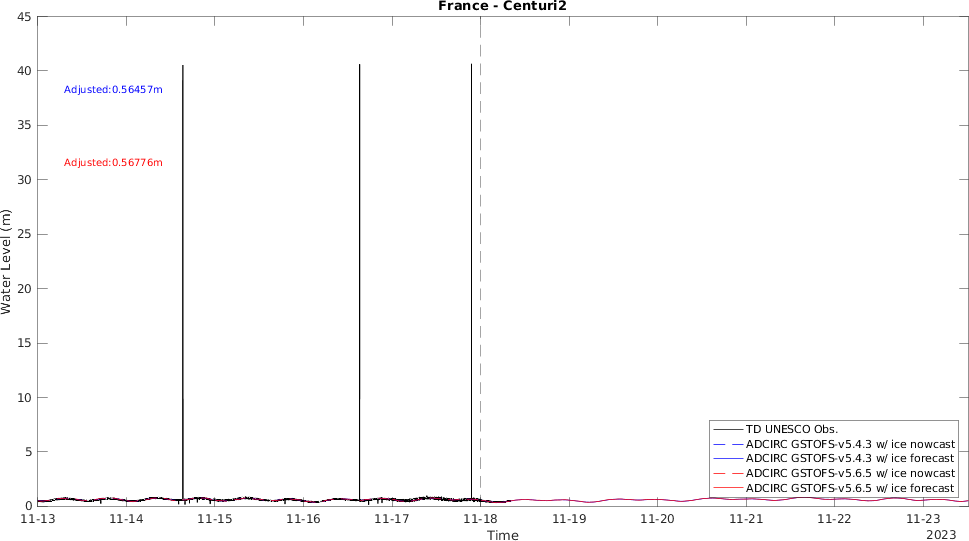 France - Centuri2
45
40
35
30
25
20
15
10
5
0
Water Level (m)
Adjusted:0.56457m
Adjusted:0.56776m
TD UNESCO Obs.
ADCIRC GSTOFS-v5.4.3 w/ ice nowcast
ADCIRC GSTOFS-v5.4.3 w/ ice forecast
ADCIRC GSTOFS-v5.6.5 w/ ice nowcast
ADCIRC GSTOFS-v5.6.5 w/ ice forecast
11-13 11-14 11-15 11-16 11-17 11-18 11-19 11-20 11-21 11-22 11-23
Time
2023